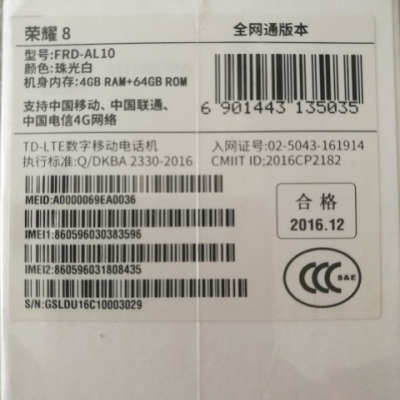 荣耀 8
全网通版本
型号:FRD-AL10
颜色:珠光白
机身内存:4GB RAM+64GB ROM
支持中国移动、中国联通、
中国电信4G网络
6 901443 135035
TD-LTE数字移动电话机
入网证号:02-5043-161914
执行标准:Q/DKBA 2330-2016
CMIIT ID:2016CP2182
MEID:A0000069EA0036
合格
2016.12
IMEI1:860596030383596
IMEI2:860596031808435
CCC
S&E
S/N:GSLDU16C10003029